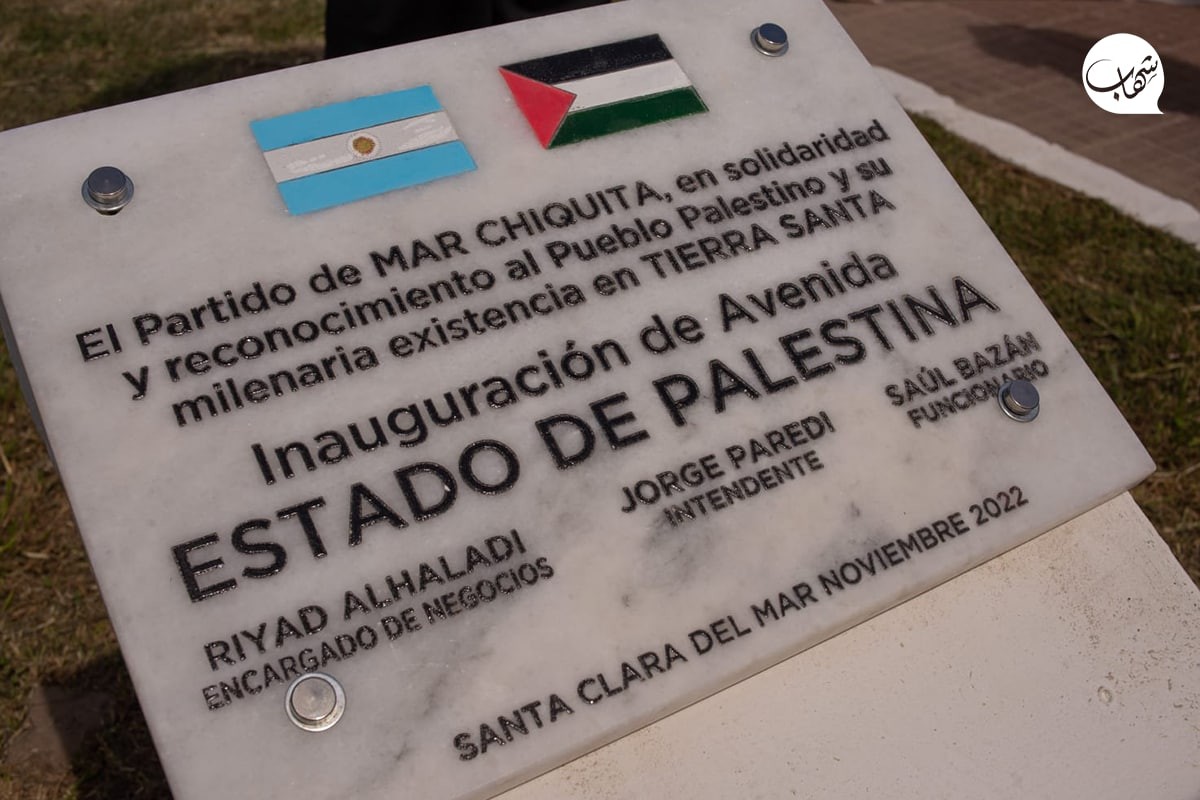 شهاب
El Partido de MAR CHIQUITA, en solidaridad
y reconocimiento al Pueblo Palestino y su
milenaria existencia en TIERRA SANTA
Inauguración de Avenida
ESTADO DE PALESTINA
RIYAD ALHALADI
ENCARGADO DE NEGOCIOS
JORGE PAREDI
INTENDENTE
SAÚL BAZÁN
FUNCIONARIO
SANTA CLARA DEL MAR NOVIEMBRE 2022